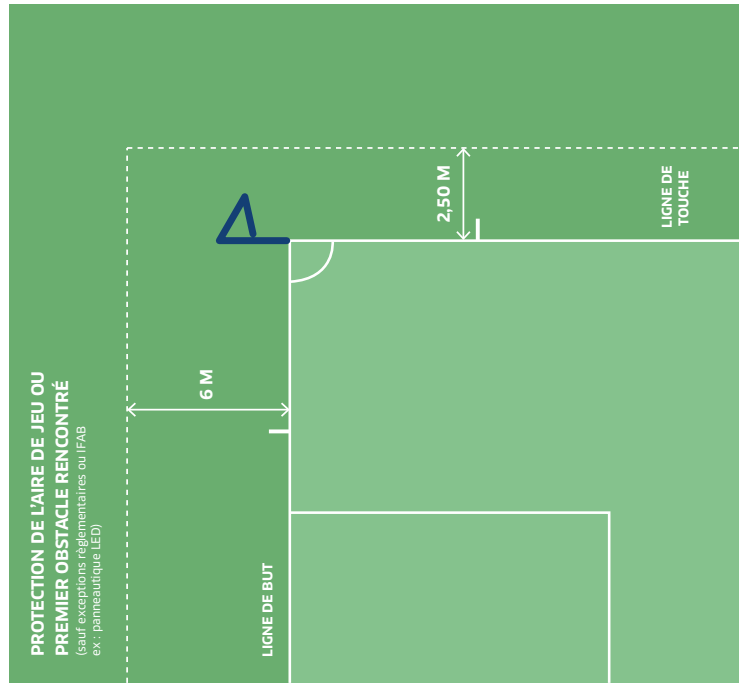 PROTECTION DE L'AIRE DE JEU OU
PREMIER OBSTACLE RENCONTRÉ
(sauf exceptions règlementaires ou IFAB
ex : panneautique LED)
6 M
LIGNE DE BUT
2,50 M
LIGNE DE
TOUCHE